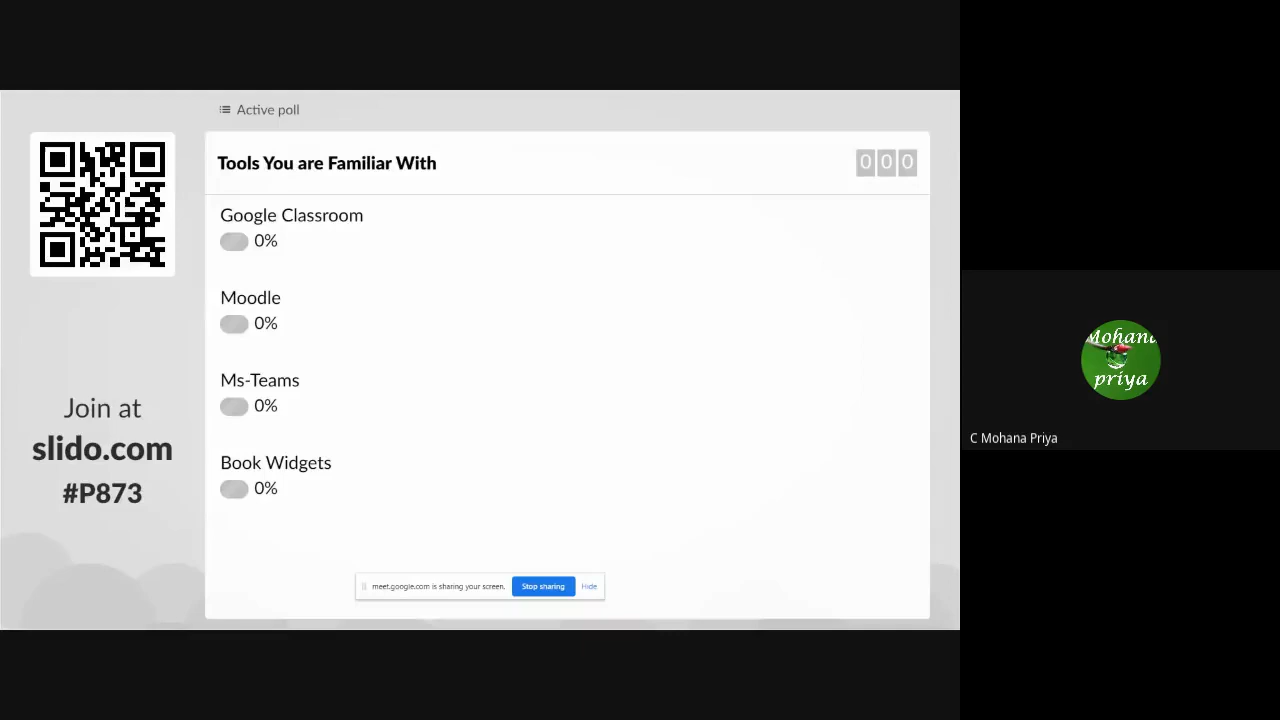 Active poll
Tools You are Familiar With
000
Google Classroom
0%
Moodle
0%
Ms-Teams
0%
Book Widgets
0%
Join at
slido.com
#P873
meet.google.com is sharing your screen. Stop sharing Hide
Mohana
priya
C Mohana Priya